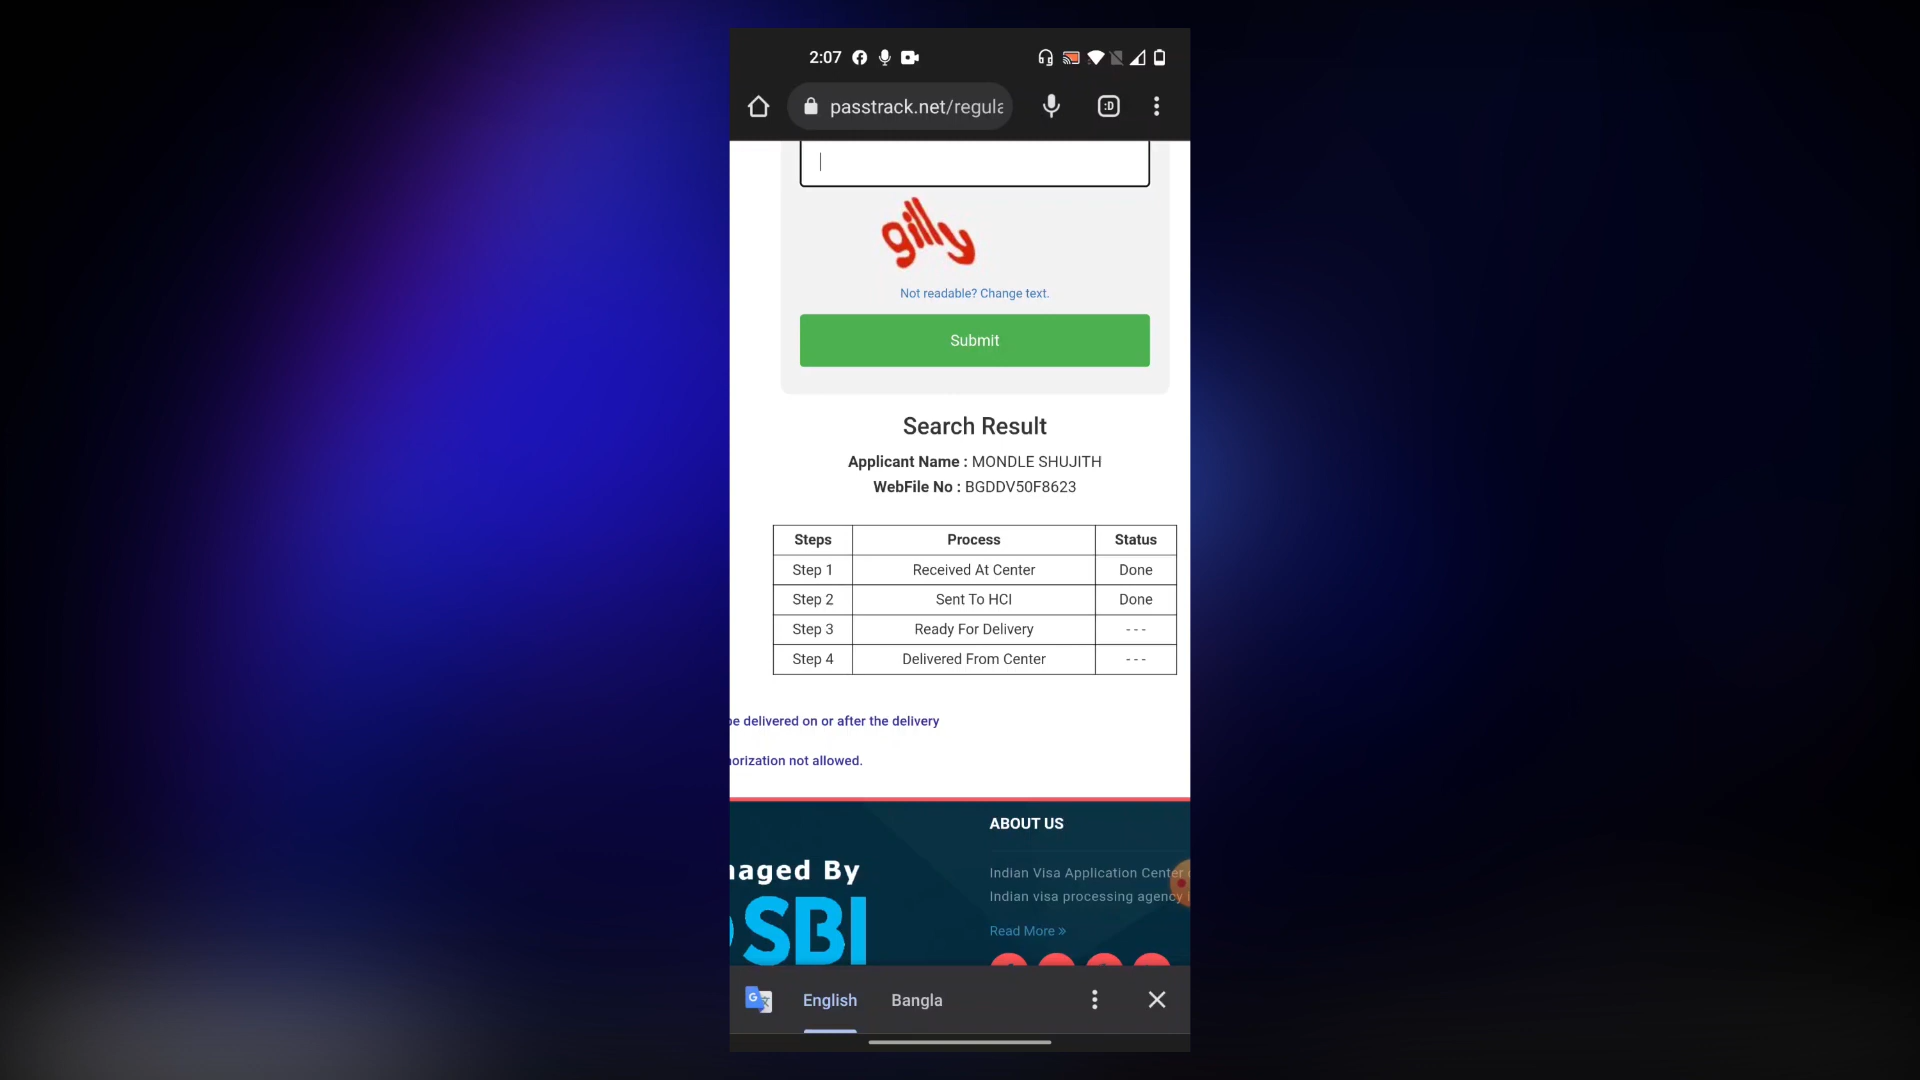 2:07
passtrack.net/regula
gilly
Not readable? Change text.
Submit
Search Result
Applicant Name : MONDLE SHUJITH
WebFile No : BGDDV50F8623
Steps Process Status
Step 1 Received At Center Done
Step 2 Sent To HCI Done
Step 3 Ready For Delivery ---
Step 4 Delivered From Center ---
be delivered on or after the delivery
orization not allowed.
ABOUT US
naged By
SBI
Indian Visa Application Center
Indian visa processing agency
Read More »
English Bangla